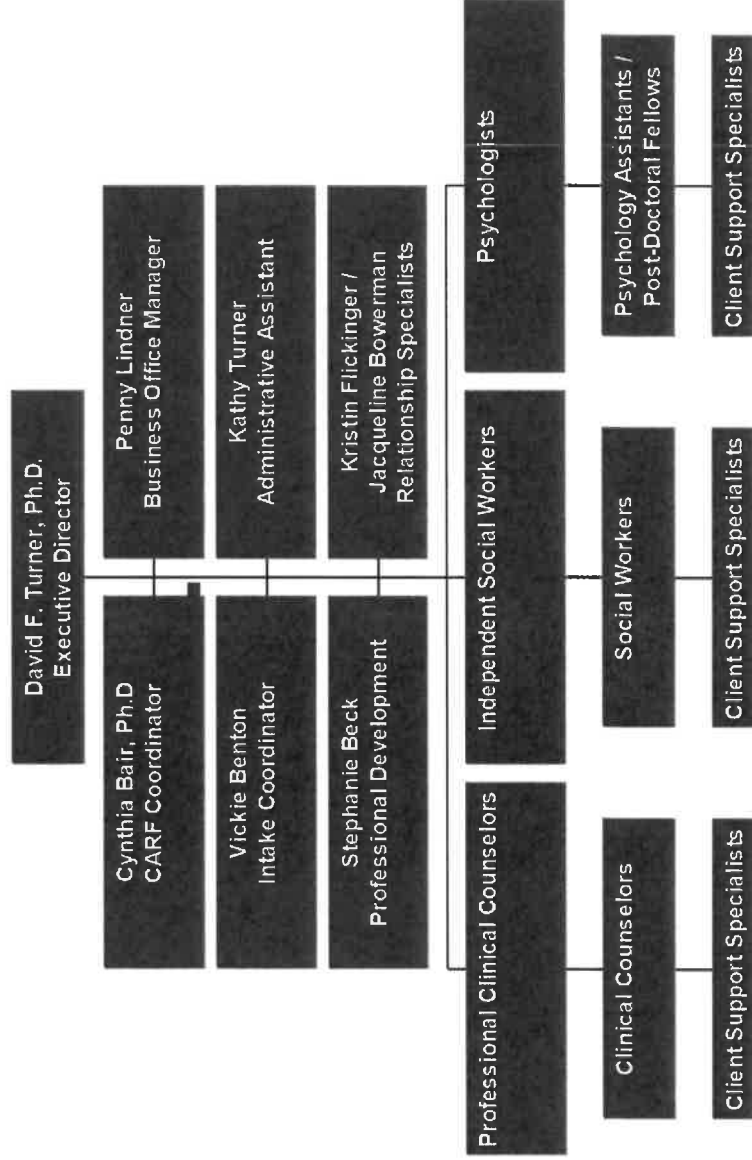 David F. Turner, Ph.D.
Executive Director
Cynthia Bair, Ph.D
CARF Coordinator
Penny Lindner
Business Office Manager
Vickie Benton
Intake Coordinator
Kathy Turner
Administrative Assistant
Stephanie Beck
Professional Development
Kristin Flickinger /
Jacqueline Bowerman
Relationship Specialists
Professional Clinical Counselors
Independent Social Workers
Psychologists
Clinical Counselors
Social Workers
Psychology Assistants /
Post-Doctoral Fellows
Client Support Specialists
Client Support Specialists
Client Support Specialists